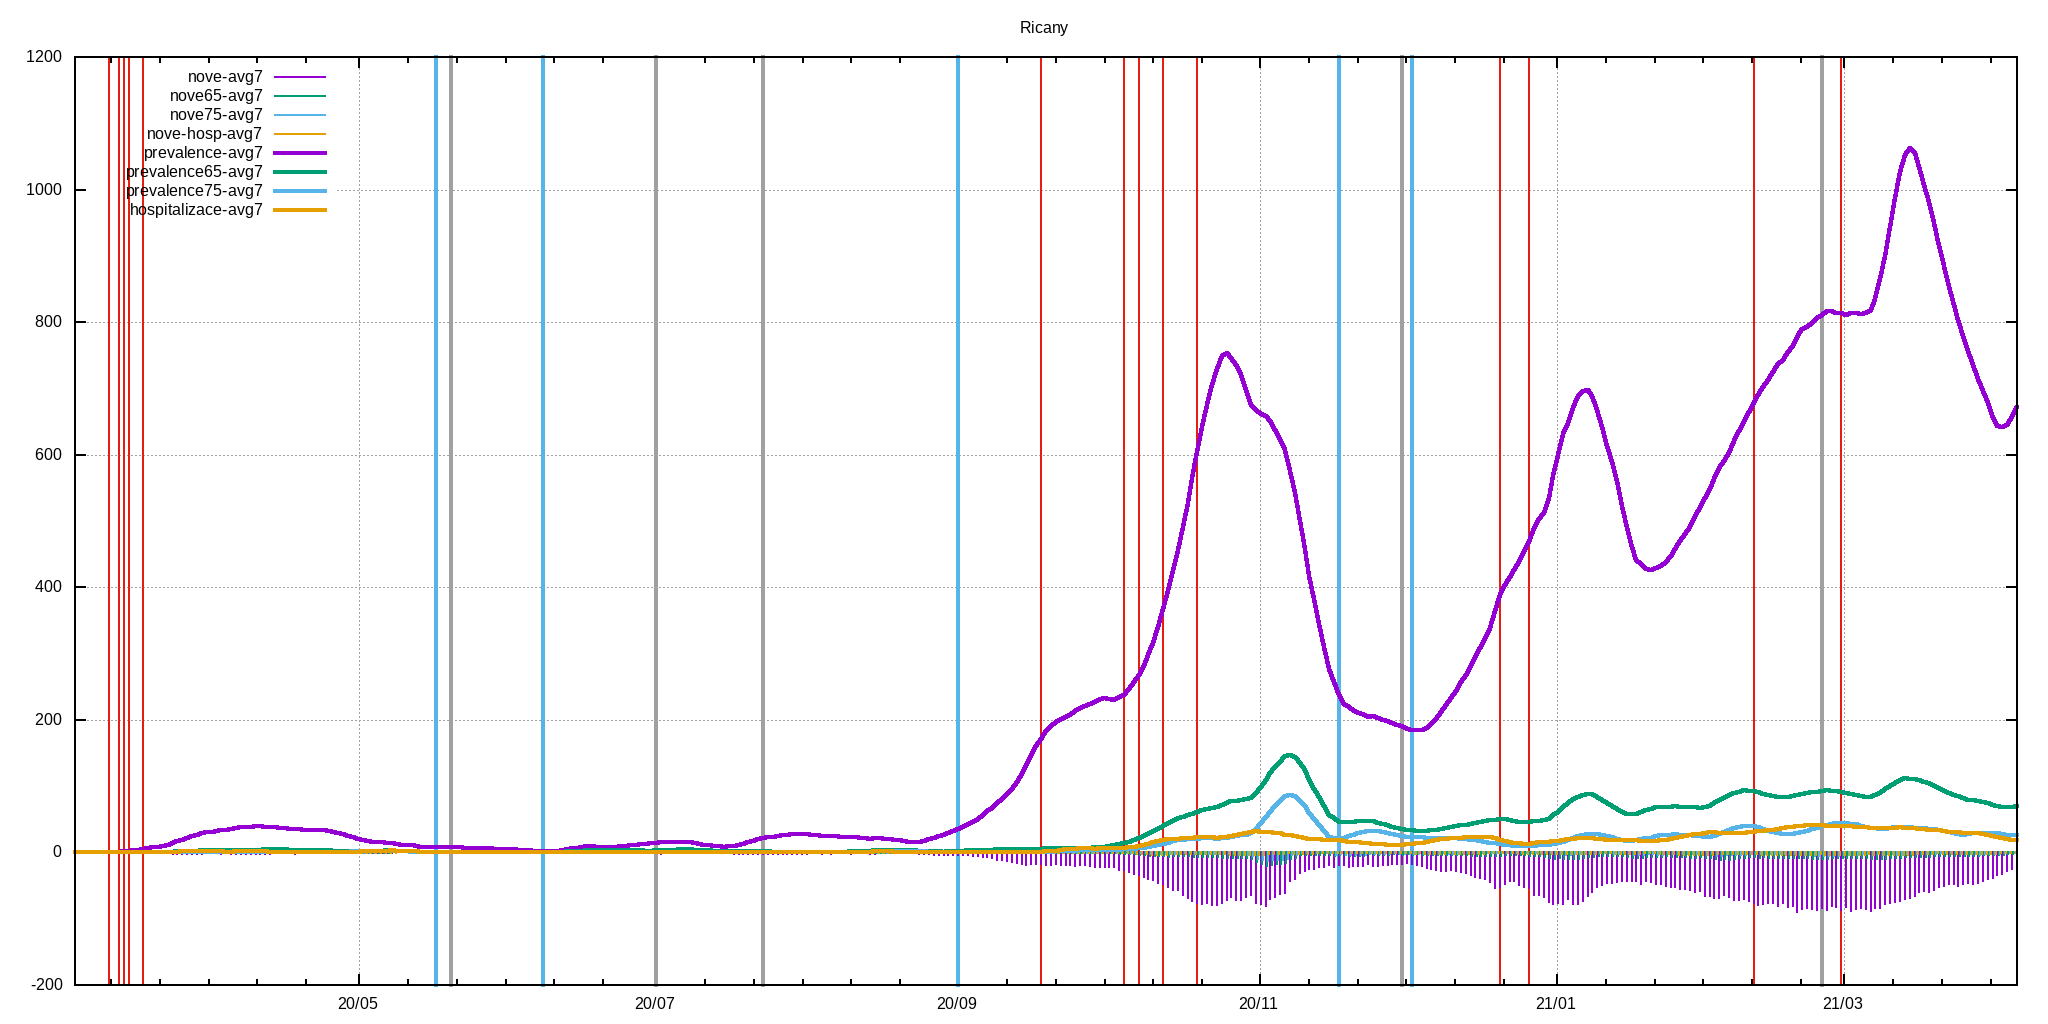 Ricany
1200
nove-avg7
nove65-avg7
nove75-avg7
nove-hosp-avg7
prevalence-avg7
prevalence65-avg7
prevalence75-avg7
hospitalizace-avg7
1000
800
600
400
200
0
-200
20/05 20/07 20/09 20/11 21/01 21/03